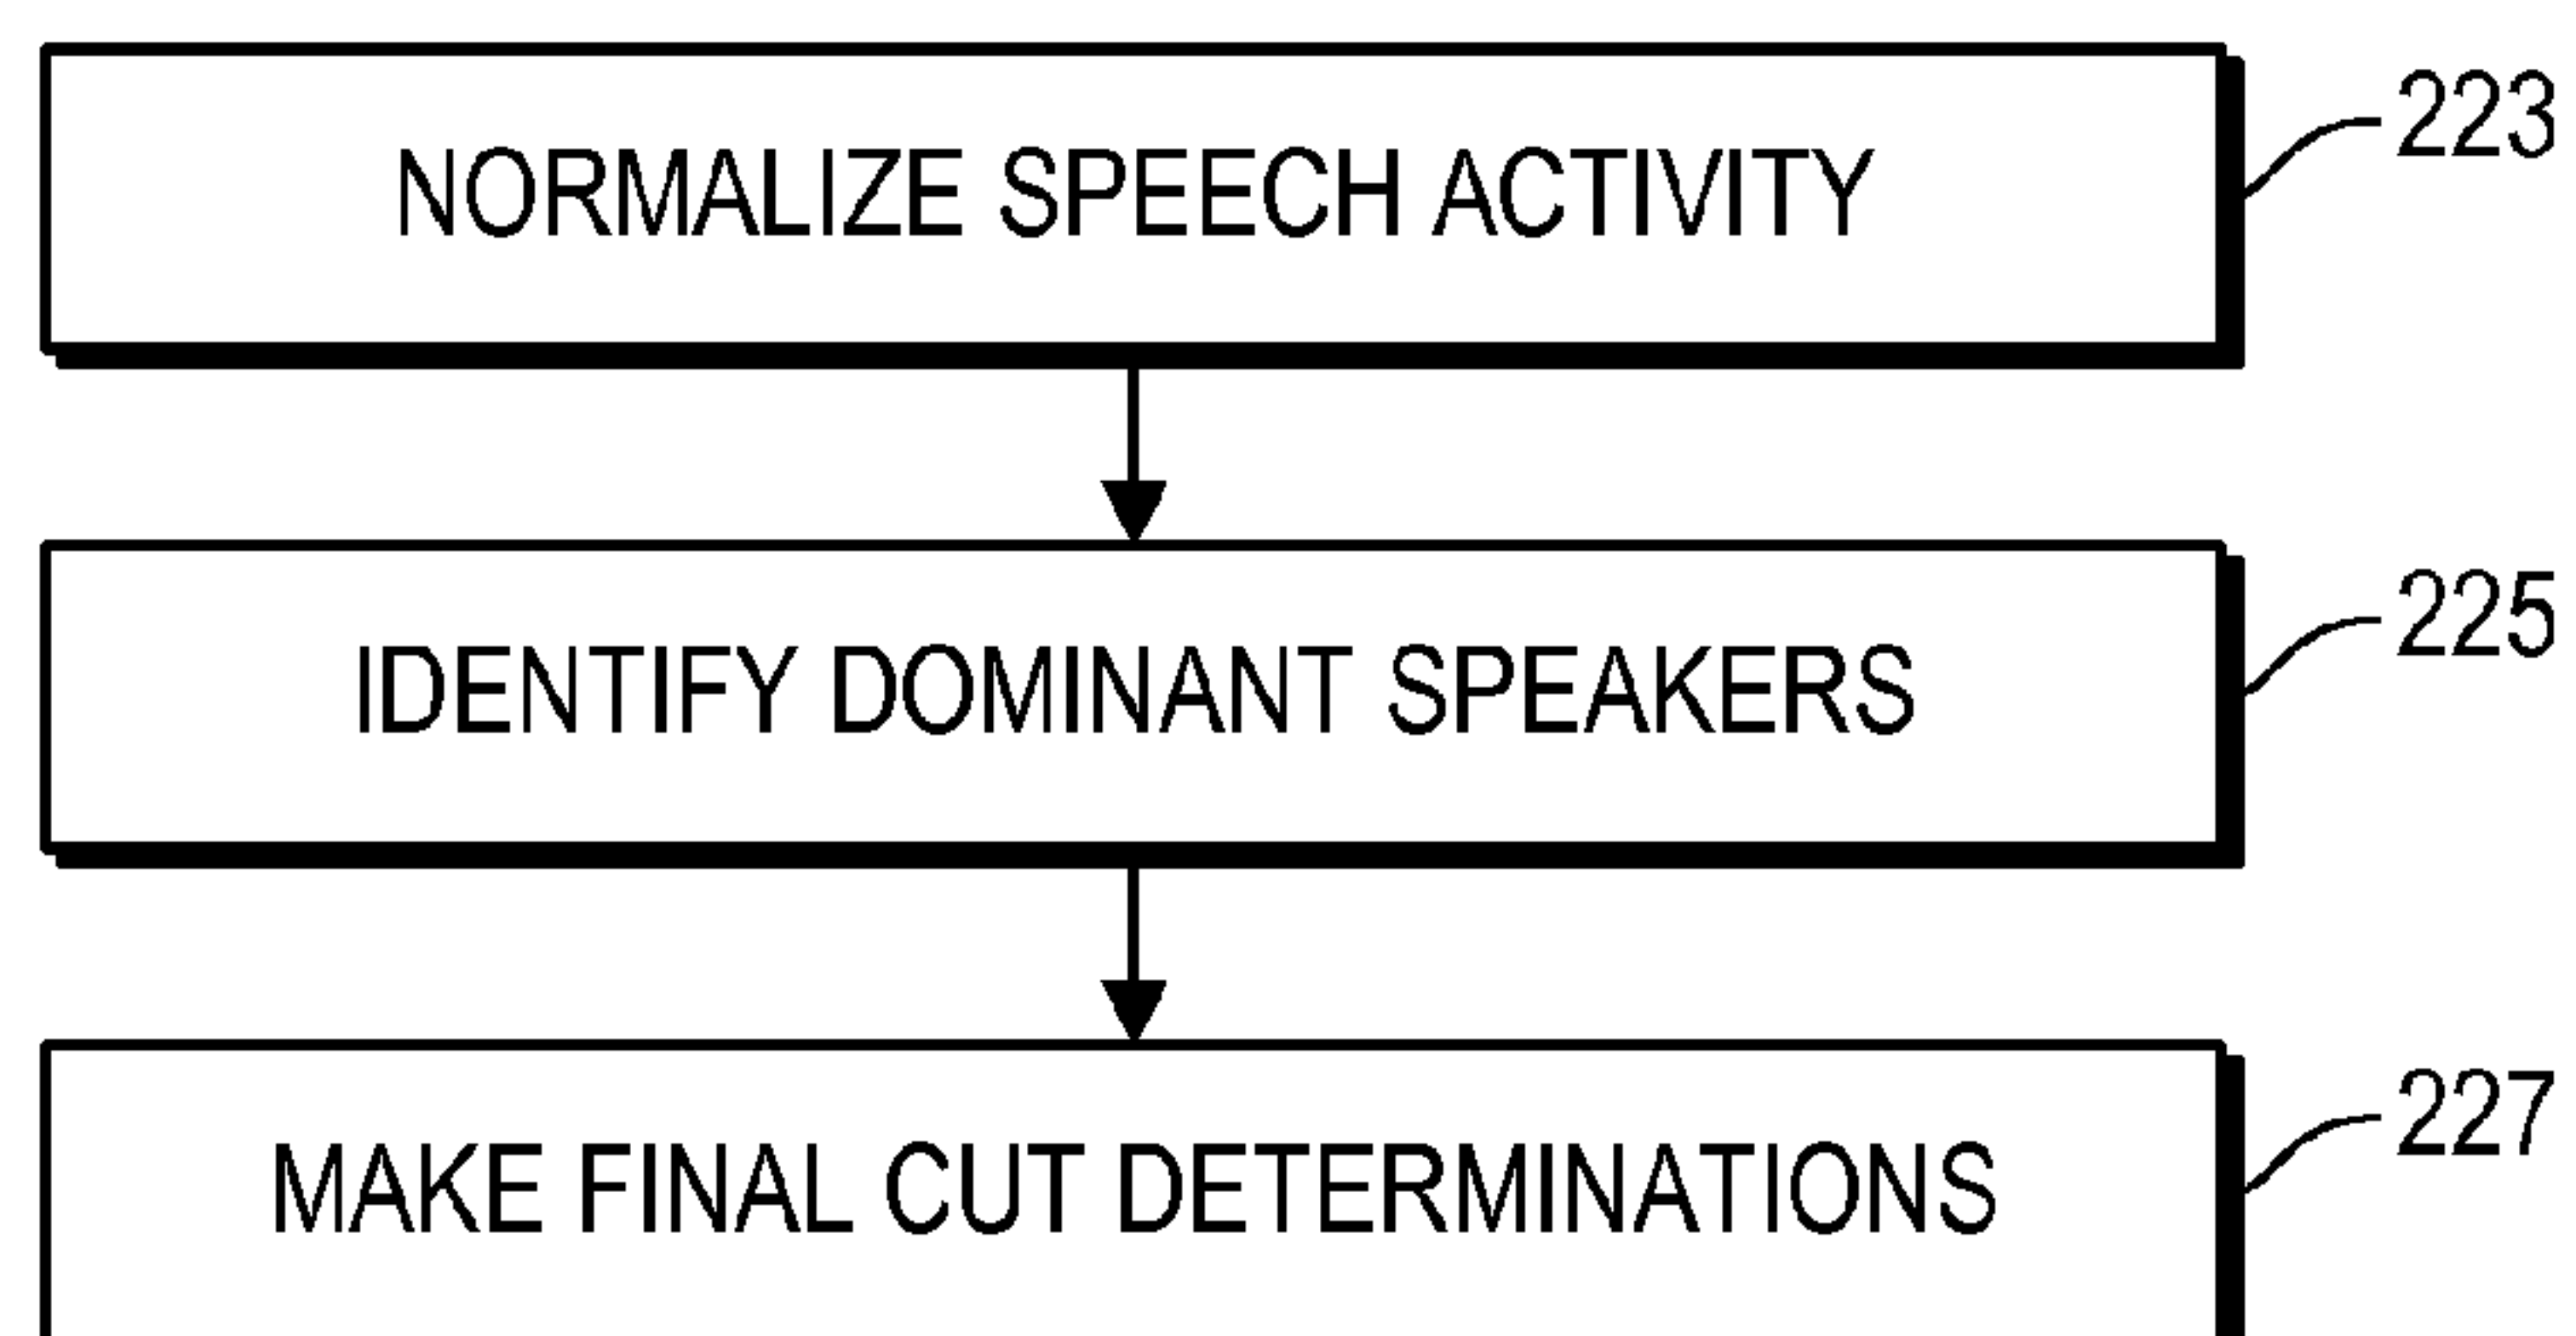 NORMALIZE SPEECH ACTIVITY
223
IDENTIFY DOMINANT SPEAKERS
225
MAKE FINAL CUT DETERMINATIONS
227